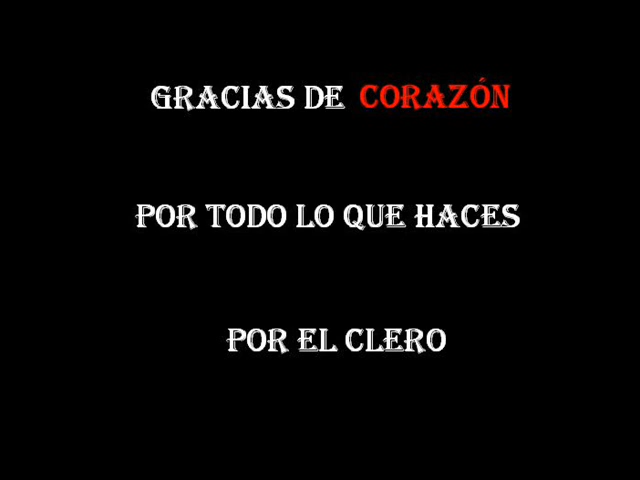 GRACIAS DE CORAZÓN
POR TODO LO QUE HACES
POR EL CLERO